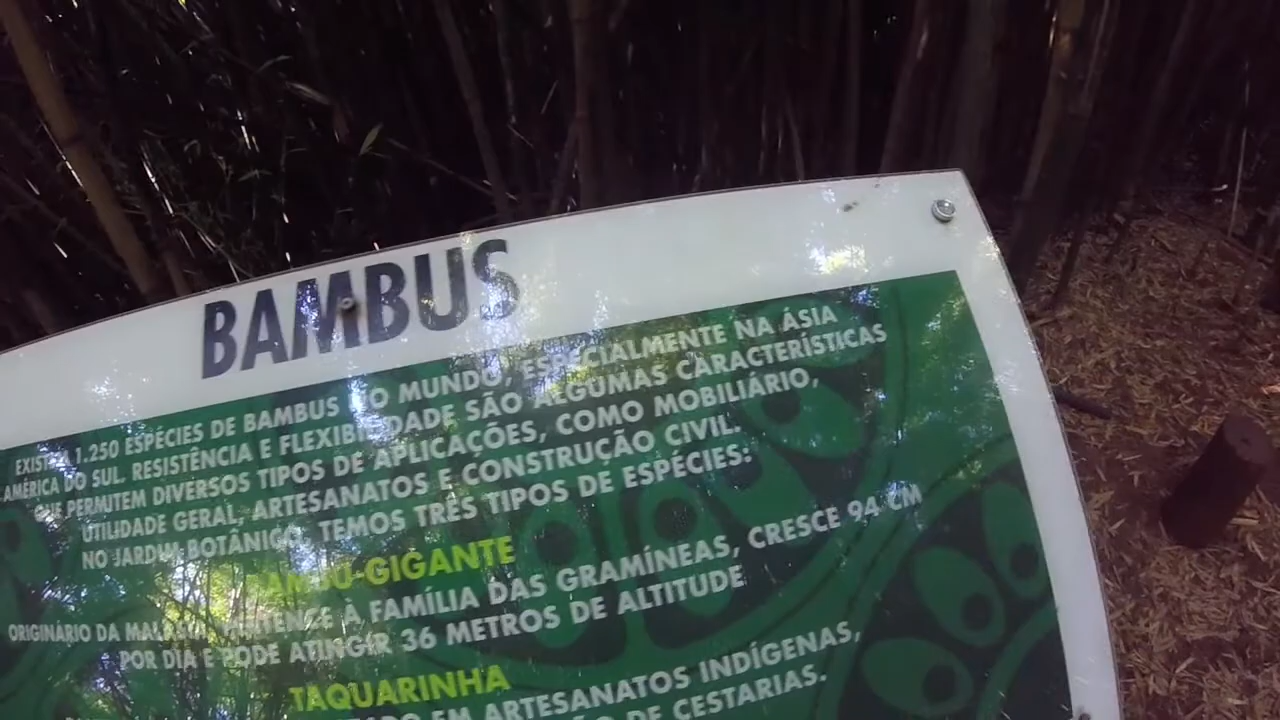 BAMBUS
EXISTEM 1.250 ESPÉCIES DE BAMBUS NO MUNDO, ESPECIALMENTE NA ÁSIA
AMÉRICA DO SUL. RESISTÊNCIA E FLEXIBILIDADE SÃO ALGUMAS CARACTERÍSTICAS
QUE PERMITEM DIVERSOS TIPOS DE APLICAÇÕES, COMO MOBILIÁRIO,
UTILIDADE GERAL, ARTESANATOS E CONSTRUÇÃO CIVIL.
NO JARDIM BOTÂNICO, TEMOS TRÊS TIPOS DE ESPÉCIES:
BAMBU-GIGANTE
ORIGINÁRIO DA MALÁSIA, PERTENCE À FAMÍLIA DAS GRAMÍNEAS, CRESCE 94 CM
POR DIA E PODE ATINGIR 36 METROS DE ALTITUDE
TAQUARINHA
EM ARTESANATOS INDÍGENAS,
DE CESTARIAS.